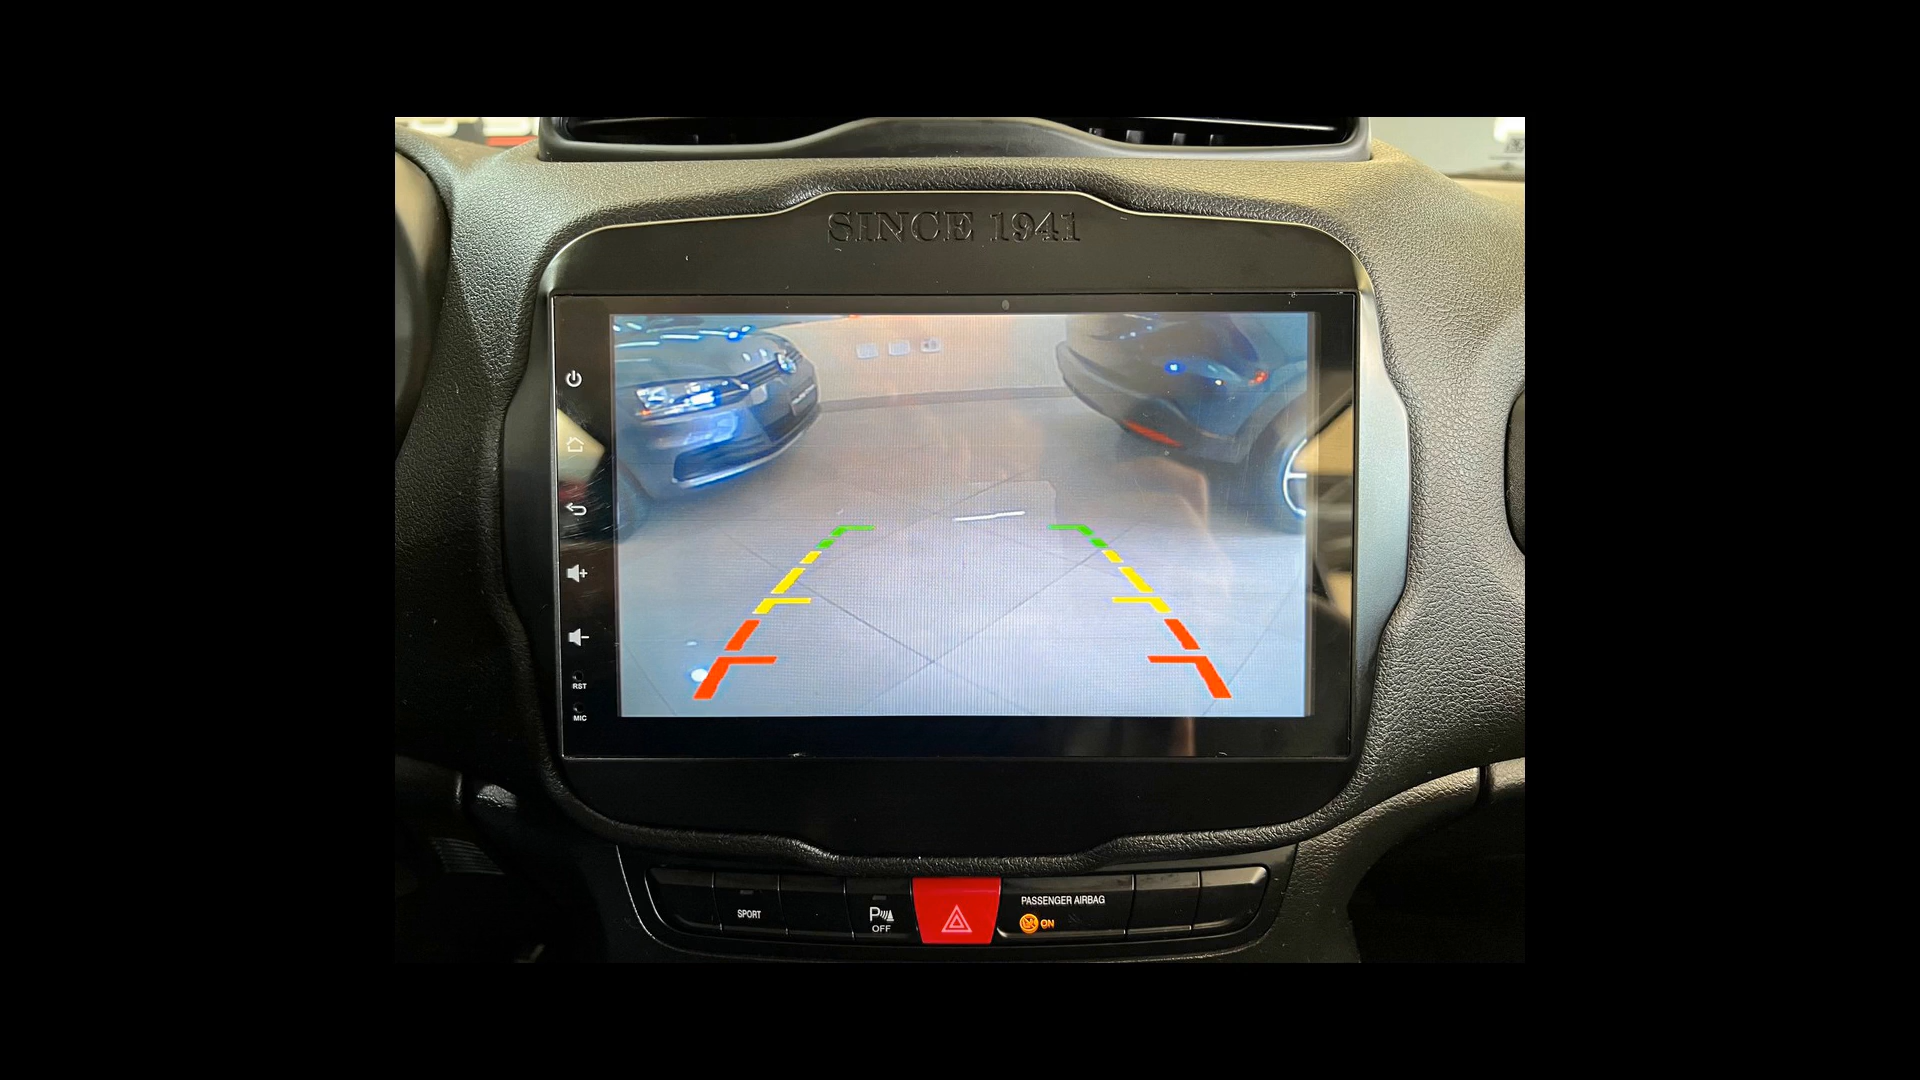 SINCE 1941
RST
MIC
SPORT
P
OFF
PASSENGER AIRBAG
ON